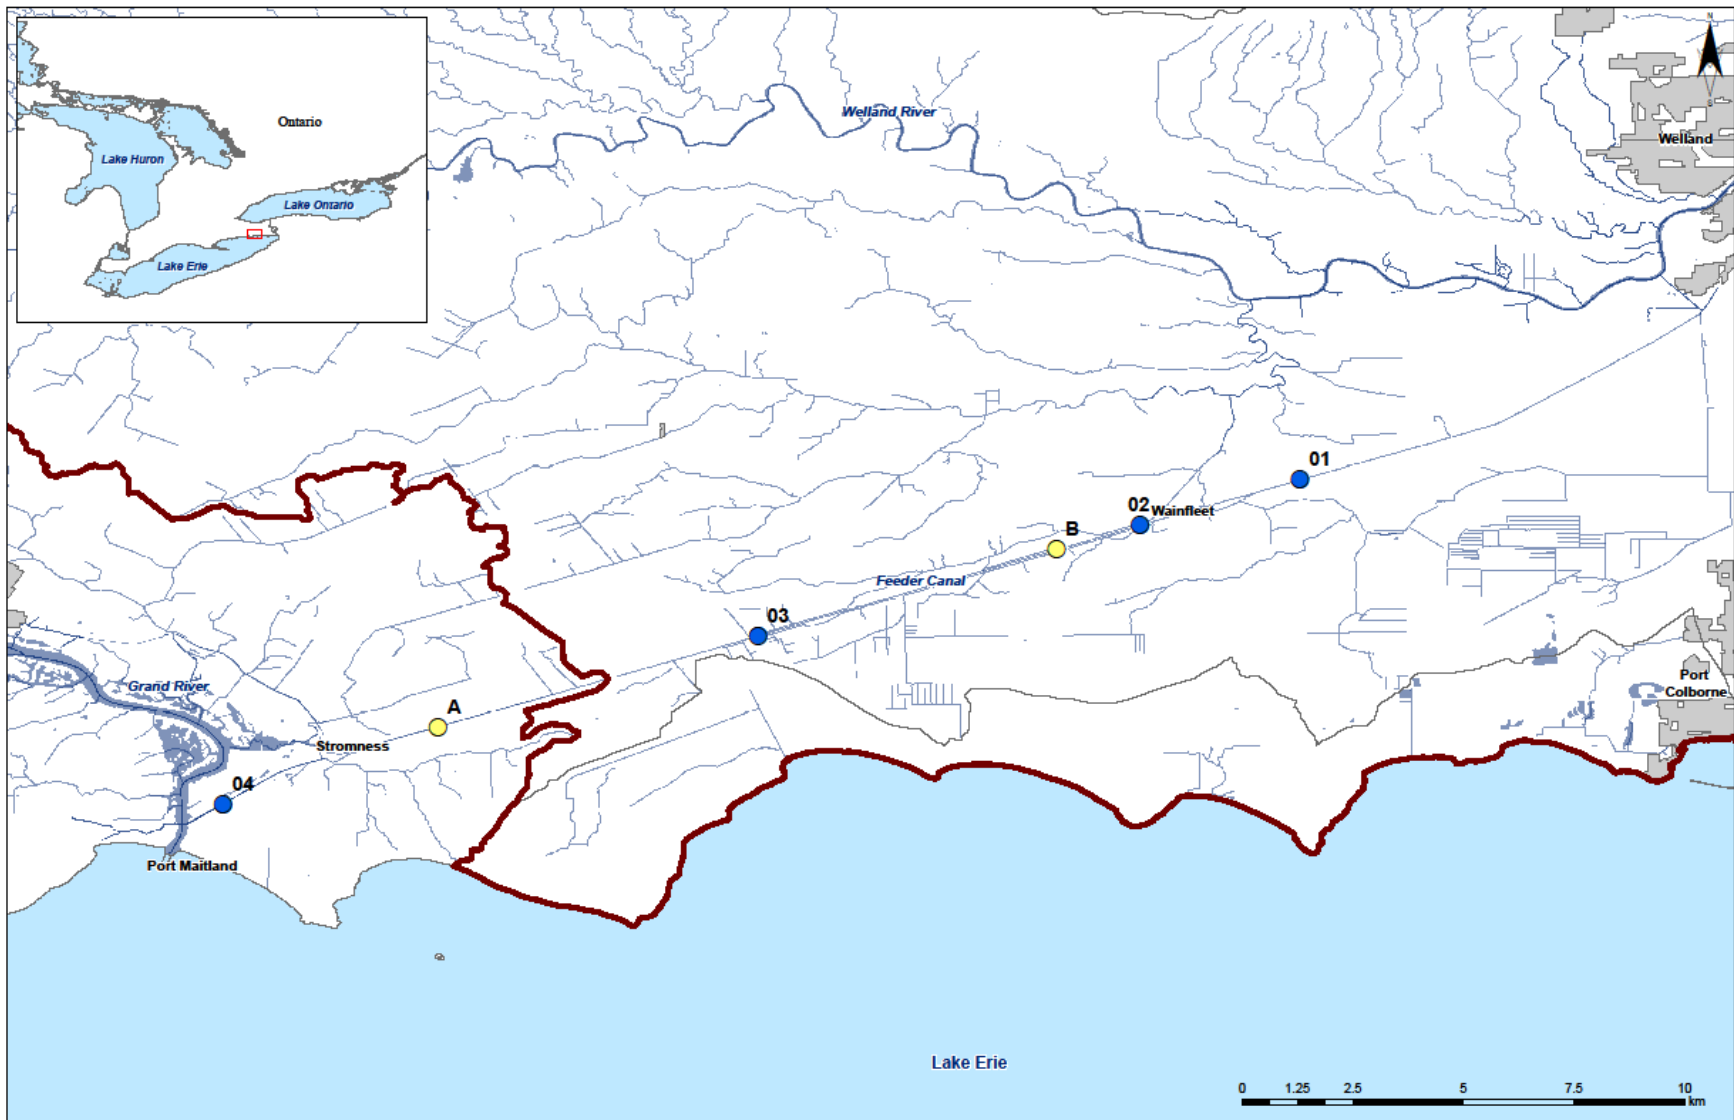 N
Ontario
Welland River
Welland
Lake Huron
S
Lake Ontario
Lake Erie
01
02
Wainfleet
B
Feeder Canal
03
Grand River
Port
Colborne
A
Stromness
04
Port Maitland
Lake Erie
0 1.25 2.5 5 7.5 10
km